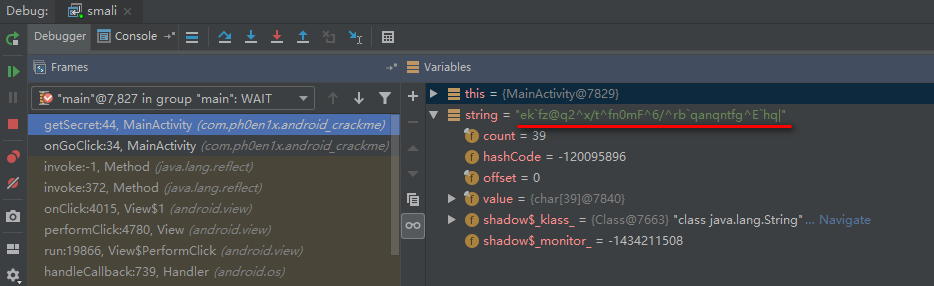 Debug: smali
Debugger Console
Frames
"main"@7,827 in group "main": WAIT
getSecret:44, MainActivity (com.ph0en1x.android_crackme)
onGoClick:34, MainActivity (com.ph0en1x.android_crackme)
invoke:-1, Method (java.lang.reflect)
invoke:372, Method (java.lang.reflect)
onClick:4015, View$1 (android.view)
performClick:4780, View (android.view)
run:19866, View$PerformClick (android.view)
handleCallback:739, Handler (android.os)
Variables
this = {MainActivity@7829}
string = "ek`fz@q2^x/t^fn0mF^6/^rb`qanqntfg^E`hq|"
count = 39
hashCode = -120095896
offset = 0
value = {char[39]@7840}
shadow$_klass_ = {Class@7663} "class java.lang.String"... Navigate
shadow$_monitor_ = -1434211508